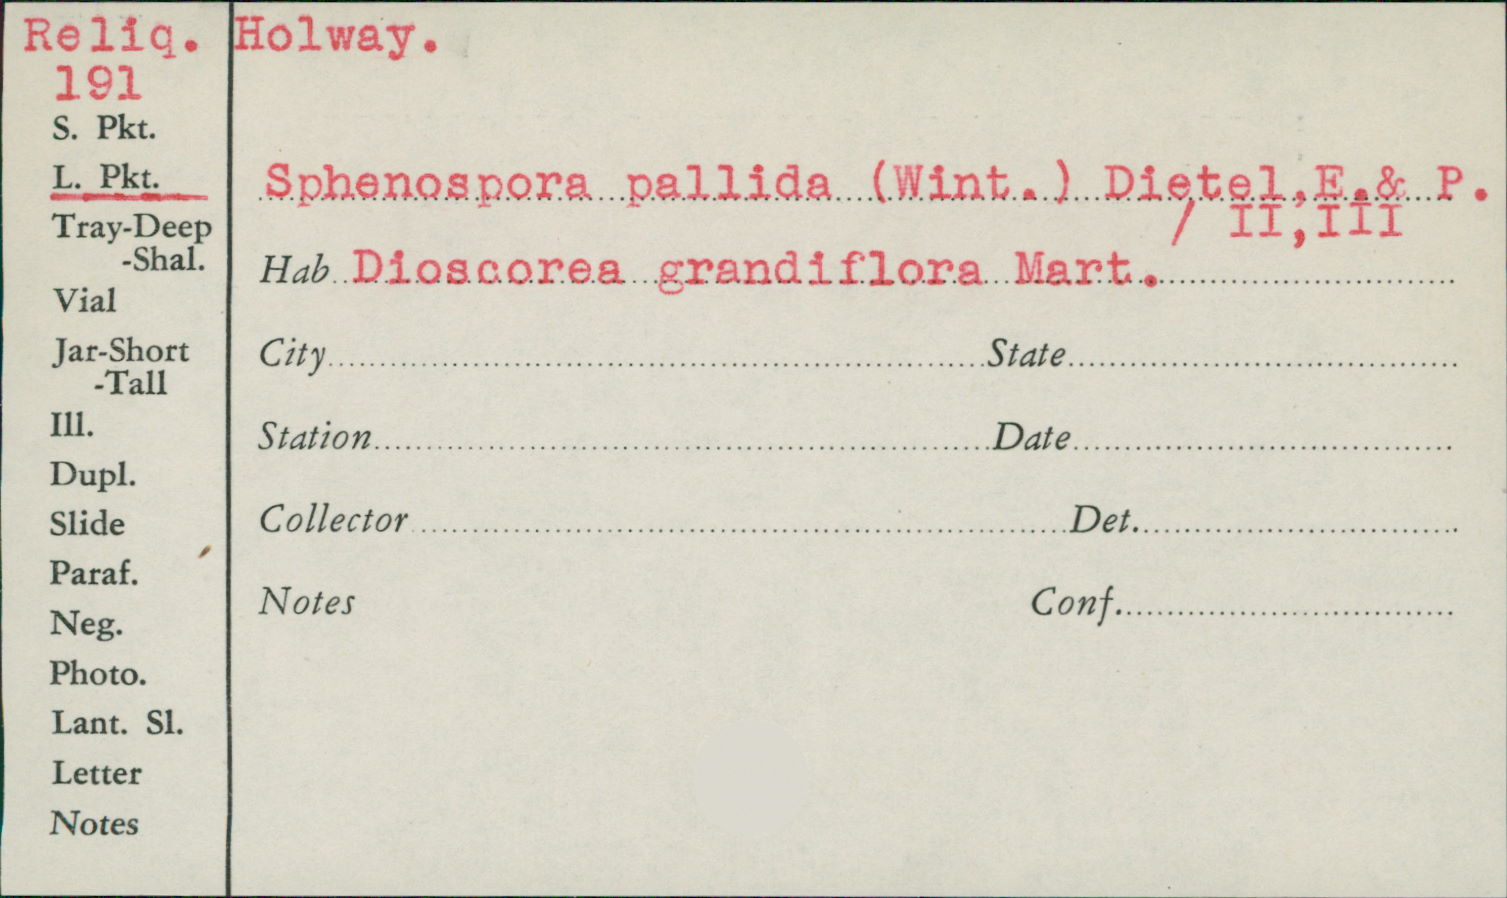 Reliq. Holway.
191
S. Pkt.
L. Pkt.
Sphenospora pallida (Wint.) Dietel, E.& P.
/ II,III
Tray-Deep
-Shal.
Hab. Dioscorea grandiflora Mart.
Vial
Jar-Short
-Tall
City State
Ill.
Station Date
Dupl.
Slide
Collector Det.
Paraf.
Notes Conf.
Neg.
Photo.
Lant. Sl.
Letter
Notes